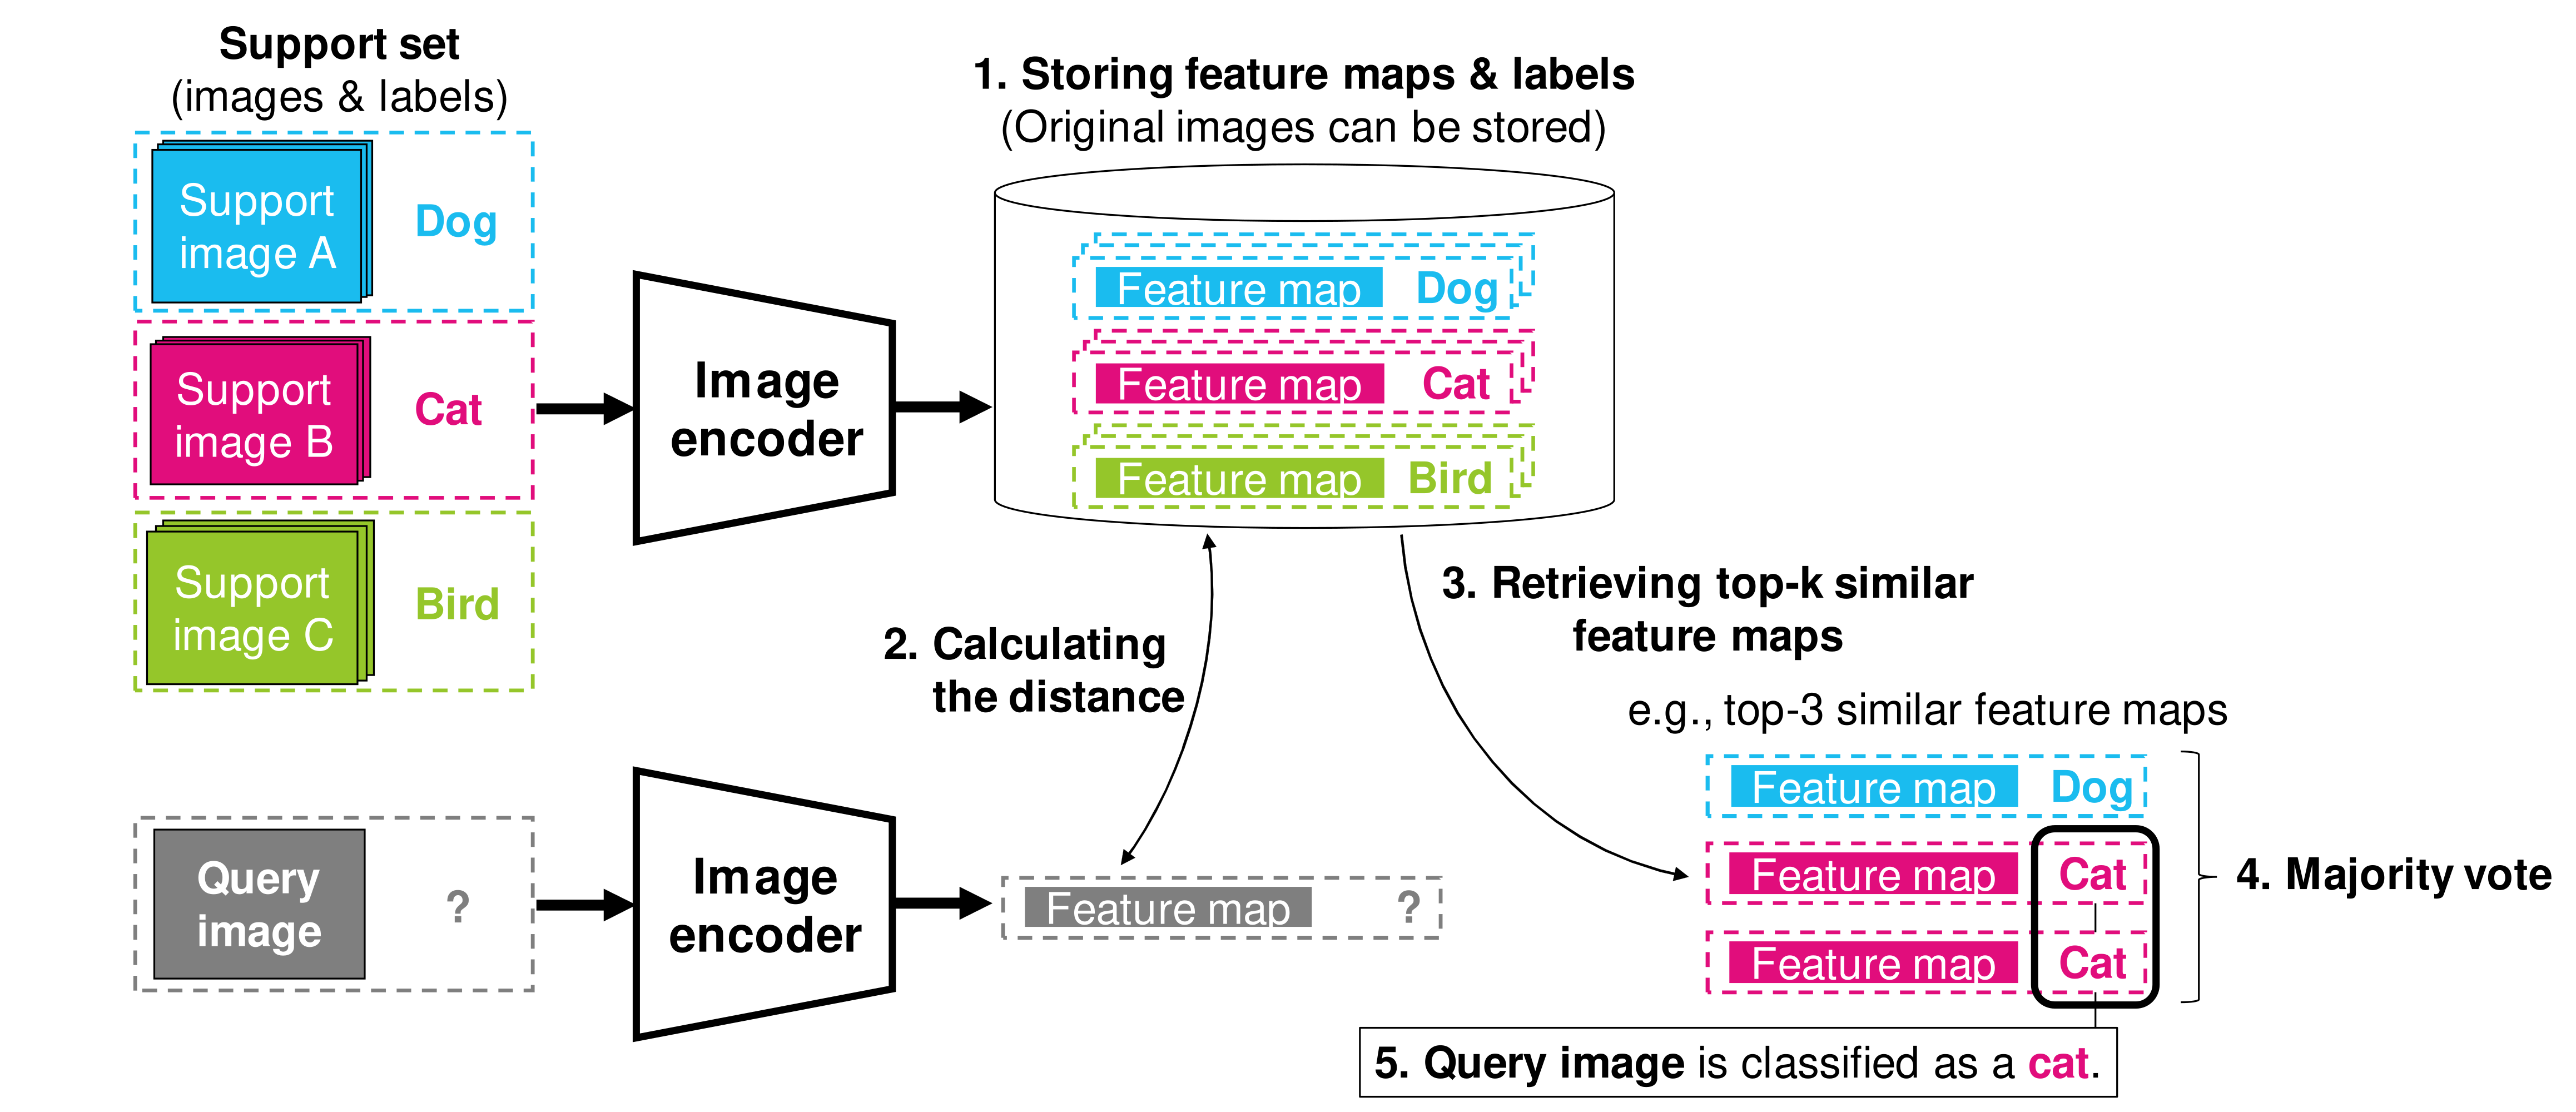 Support set
(images & labels)
Support
image A
Dog
Support
image B
Cat
Support
image C
Bird
Image
encoder
1. Storing feature maps & labels
(Original images can be stored)
Feature map Dog
Feature map Cat
Feature map Bird
2. Calculating
the distance
3. Retrieving top-k similar
feature maps
Query
image
?
Image
encoder
Feature map ?
e.g., top-3 similar feature maps
Feature map Dog
Feature map Cat
Feature map Cat
4. Majority vote
5. Query image is classified as a cat.